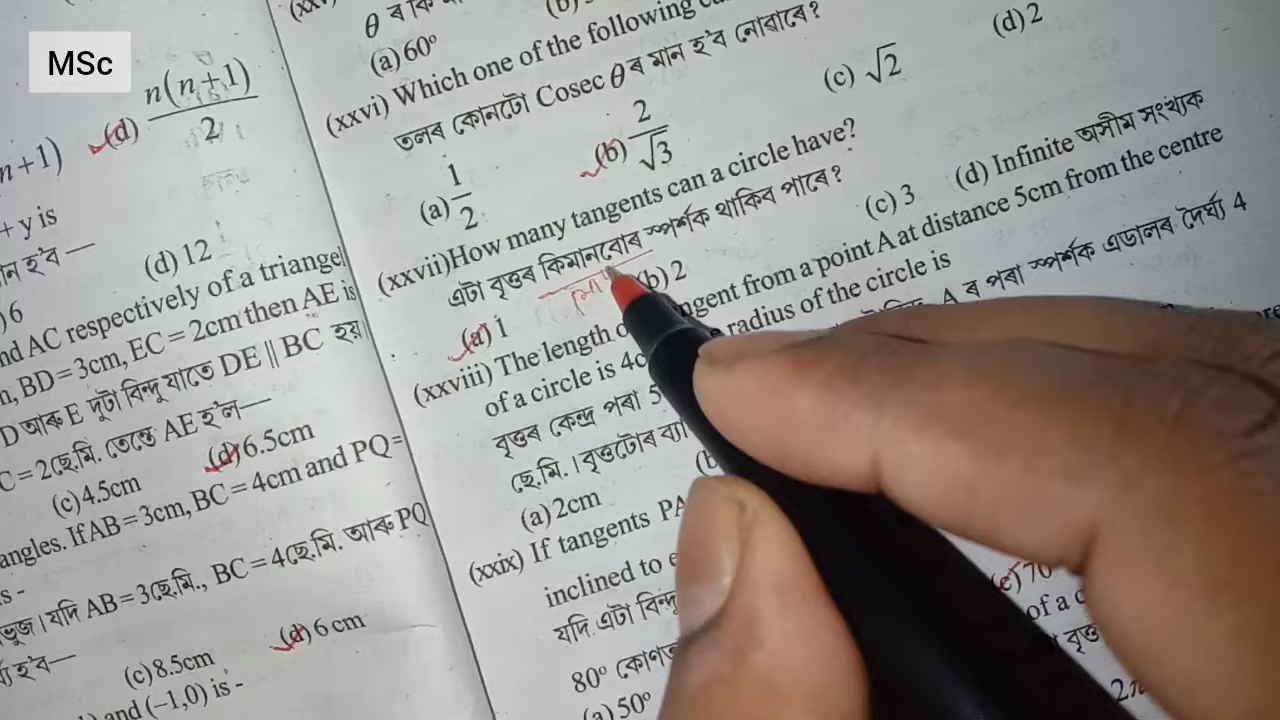 MSc
n(n+1)
(d) ――
2
n+1)
+ y is
ান হ'ব —
(d) 12
)6
nd AC respectively of a triangel
n, BD = 3cm, EC = 2cm then AE is
D আৰু E দুটা বিন্দু যাতে DE || BC হয়।
C = 2ছে.মি. তেন্তে AE হ'ল—
(c) 4.5cm (d) 6.5cm
angles. If AB = 3cm, BC = 4cm and PQ =
s -
ভুজ। যদি AB = 3ছে.মি., BC = 4ছে.মি. আৰু PQ
হ'ব—
(c) 8.5cm (d) 6 cm
and (−1,0) is -
θ ৰ
(a) 60°
(xxvi) Which one of the following
তলৰ কোনটো Cosec θ ৰ মান হ'ব নোৱাৰে?
(a) 1/2 (b) 2/√3 (c) √2 (d) 2
(xxvii) How many tangents can a circle have?
এটা বৃত্তৰ কিমানবোৰ স্পৰ্শক থাকিব পাৰে?
(a) 1 (b) 2 (c) 3 (d) Infinite অসীম সংখ্যক
(xxviii) The length ngent from a point A at distance 5cm from the centre
of a circle is 4c radius of the circle is
বৃত্তৰ কেন্দ্ৰ পৰা 5 A ৰ পৰা স্পৰ্শক এডালৰ দৈৰ্ঘ্য 4
ছে.মি.। বৃত্তটোৰ ব্যা
(a) 2cm
(xxix) If tangents PA
inclined to
যদি এটা বিন্দু
80° কোণত
(a) 50°
(c) 70
of a
বৃত্ত